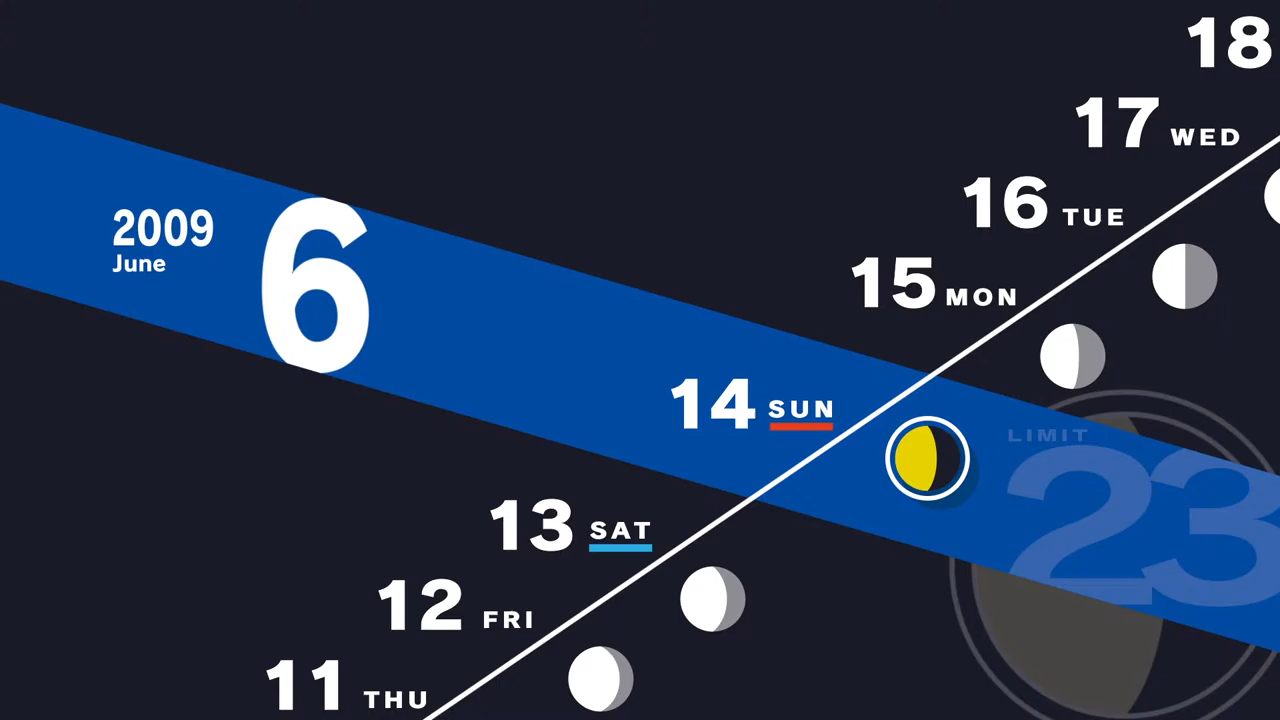 18
17 WED
16 TUE
15 MON
14 SUN
13 SAT
12 FRI
11 THU
2009
June
6
LIMIT
23